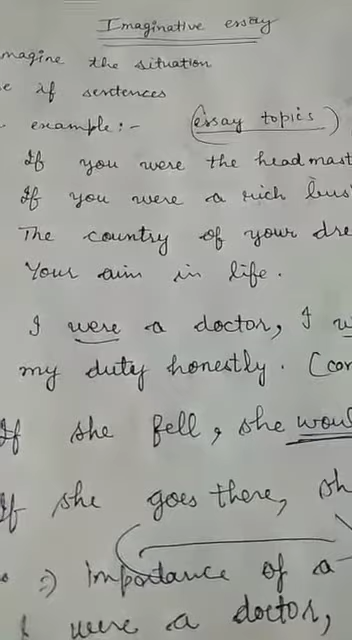 Imaginative essay
magine the situation
e if sentences
example:- (essay topics)
If you were the headmast
If you were a rich bus
The country of your dre
Your aim in life.
I were a doctor, I w
my duty honestly. (cor
If she fell, she wou
If she goes there, sh
=) importance of a
I were a doctor,